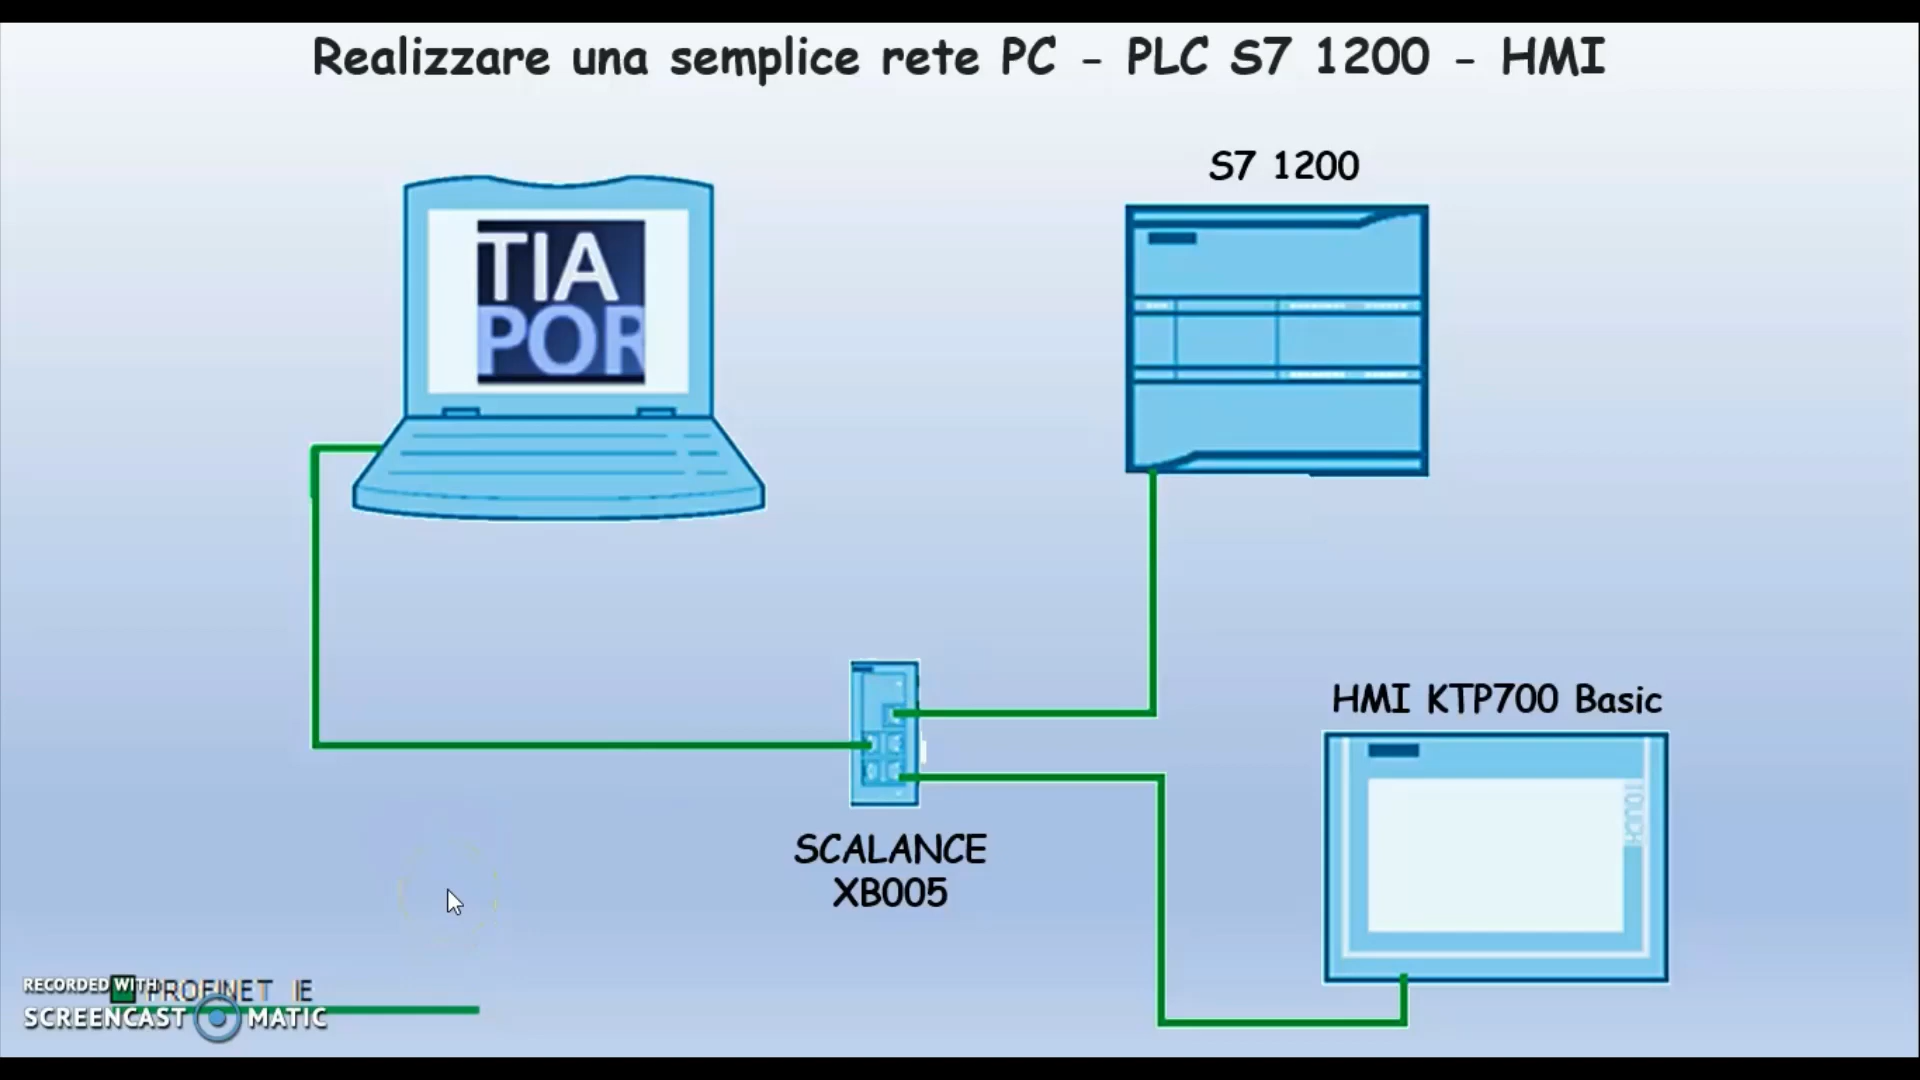 Realizzare una semplice rete PC - PLC S7 1200 - HMI
S7 1200
TIA
POR
HMI KTP700 Basic
TOUCH
SCALANCE
XB005
PROFINET IE
RECORDED WITH
SCREENCAST MATIC